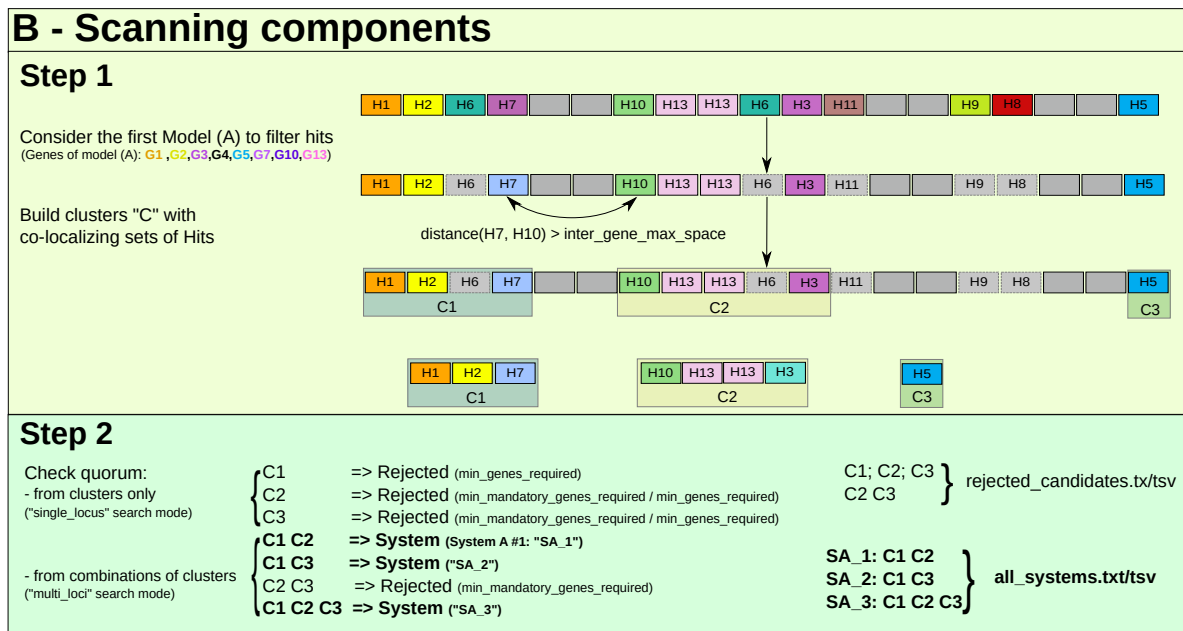 B - Scanning components
Step 1
H1 H2 H6 H7 H10 H13 H13 H6 H3 H11 H9 H8 H5
Consider the first Model (A) to filter hits
(Genes of model (A): G1 ,G2,G3,G4,G5,G7,G10,G13)
H1 H2 H6 H7 H10 H13 H13 H6 H3 H11 H9 H8 H5
Build clusters "C" with
co-localizing sets of Hits
distance(H7, H10) > inter_gene_max_space
H1 H2 H6 H7 H10 H13 H13 H6 H3 H11 H9 H8 H5
C1 C2 C3
H1 H2 H7 H10 H13 H13 H3 H5
C1 C2 C3
Step 2
Check quorum:
- from clusters only
("single_locus" search mode)
C1 => Rejected (min_genes_required)
C2 => Rejected (min_mandatory_genes_required / min_genes_required)
C3 => Rejected (min_mandatory_genes_required / min_genes_required)
C1; C2; C3
C2 C3
rejected_candidates.tx/tsv
- from combinations of clusters
("multi_loci" search mode)
C1 C2 => System (System A #1: "SA_1")
C1 C3 => System ("SA_2")
C2 C3 => Rejected (min_mandatory_genes_required)
C1 C2 C3 => System ("SA_3")
SA_1: C1 C2
SA_2: C1 C3
SA_3: C1 C2 C3
all_systems.txt/tsv